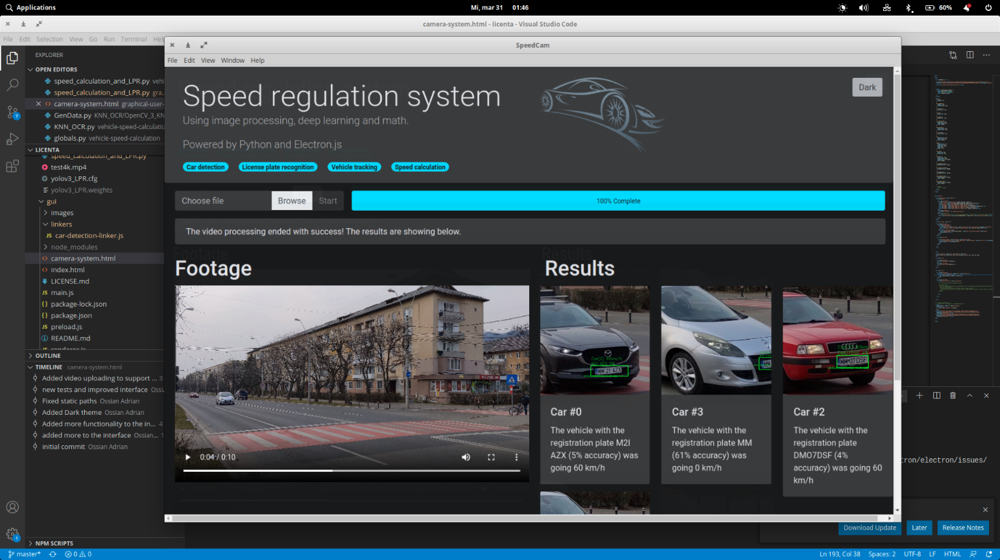 Applications
Mi, mar 31 01:46
60%
camera-system.html - licenta - Visual Studio Code
File Edit Selection View Go Run Terminal Help
SpeedCam
File Edit View Window Help
EXPLORER
OPEN EDITORS
speed_calculation_and_LPR.py vehi
speed_calculation_and_LPR.py gra...
camera-system.html graphical-user-
GenData.py KNN_OCR/OpenCV_3_KN
KNN_OCR.py vehicle-speed-calculatio
globals.py vehicle-speed-calculation
LICENTA
speed_calculation_and_LPR.py
test4k.mp4
yolov3_LPR.cfg
yolov3_LPR.weights
gui
images
linkers
JS car-detection-linker.js
node_modules
camera-system.html
index.html
LICENSE.md
JS main.js
package-lock.json
package.json
JS preload.js
README.md
JS renderer.js
OUTLINE
TIMELINE camera-system.html
Added video uploading to support ... 3
new tests and improved interface Ossi...
Fixed static paths Ossian Adrian
Added Dark theme Ossian Adrian
Added more functionality to the in... 4
added more to the interface Ossian... 1
initial commit Ossian Adrian
NPM SCRIPTS
7
1
Speed regulation system
Using image processing, deep learning and math.
Powered by Python and Electron.js
Car detection License plate recognition Vehicle tracking Speed calculation
Dark
Choose file Browse Start
100% Complete
The video processing ended with success! The results are showing below.
Footage
Results
0:04 / 0:10
Car #0
The vehicle with the
registration plate M2I
AZX (5% accuracy) was
going 60 km/h
Car #3
The vehicle with the
registration plate MM
(61% accuracy) was
going 0 km/h
Car #2
The vehicle with the
registration plate
DMO7DSF (4%
accuracy) was going 60
km/h
tron/electron/issues/
Download Update Later Release Notes
master* 0 0
Ln 193, Col 38 Spaces: 2 UTF-8 LF HTML